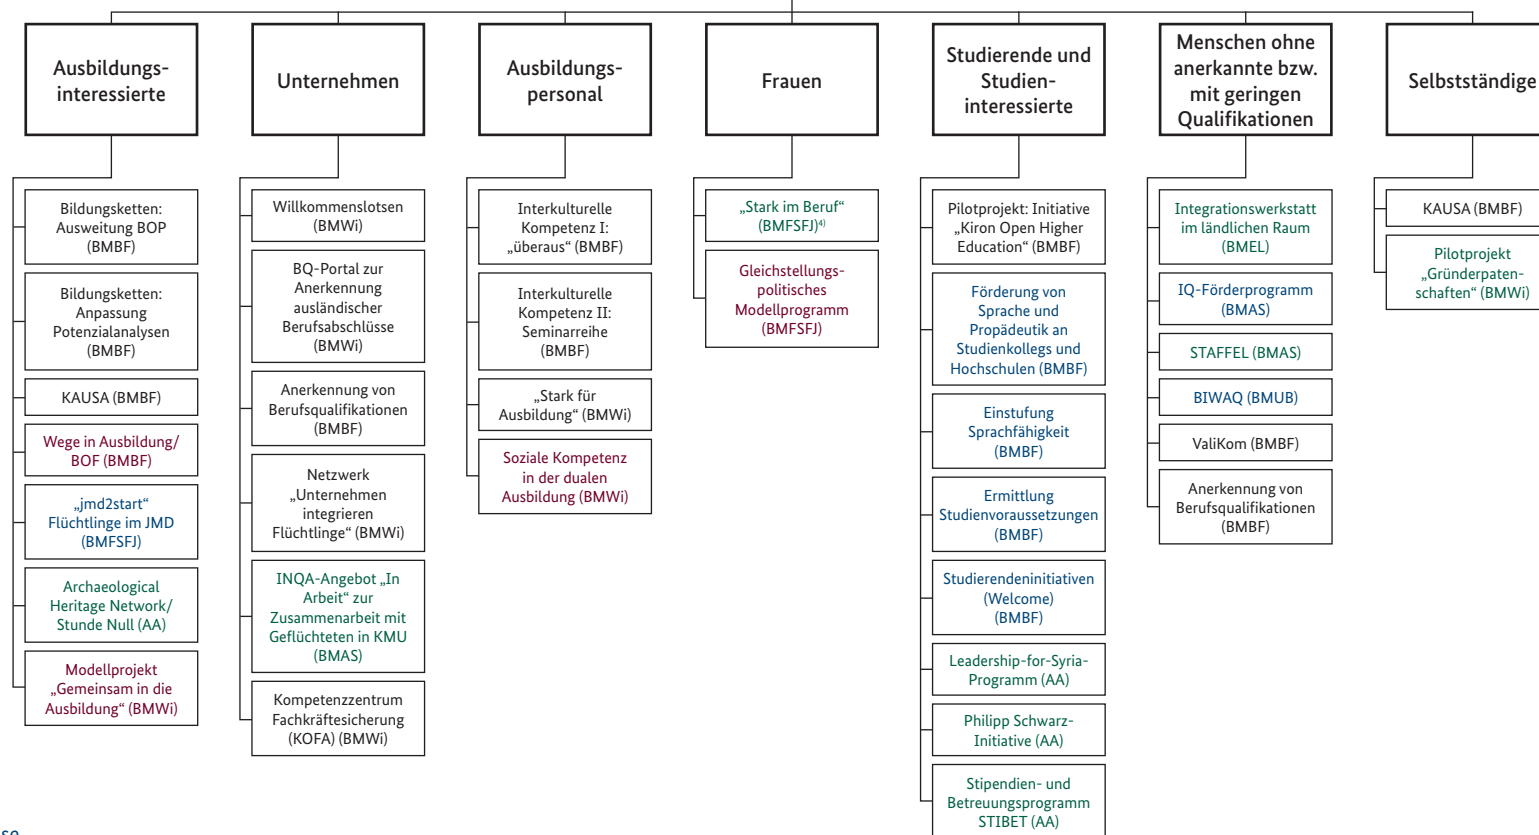 Ausbildungs-
interessierte
Bildungsketten:
Ausweitung BOP
(BMBF)
Bildungsketten:
Anpassung
Potenzialanalysen
(BMBF)
KAUSA (BMBF)
Wege in Ausbildung/
BOF (BMBF)
„jmd2start“
Flüchtlinge im JMD
(BMFSFJ)
Archaeological
Heritage Network/
Stunde Null (AA)
Modellprojekt
„Gemeinsam in die
Ausbildung“ (BMWi)
Unternehmen
Willkommenslotsen
(BMWi)
BQ-Portal zur
Anerkennung
ausländischer
Berufsabschlüsse
(BMWi)
Anerkennung von
Berufsqualifikationen
(BMBF)
Netzwerk
„Unternehmen
integrieren
Flüchtlinge“ (BMWi)
INQA-Angebot „In
Arbeit“ zur
Zusammenarbeit mit
Geflüchteten in KMU
(BMAS)
Kompetenzzentrum
Fachkräftesicherung
(KOFA) (BMWi)
Ausbildungs-
personal
Interkulturelle
Kompetenz I:
„überaus“ (BMBF)
Interkulturelle
Kompetenz II:
Seminarreihe
(BMBF)
„Stark für
Ausbildung“ (BMWi)
Soziale Kompetenz
in der dualen
Ausbildung (BMWi)
Frauen
„Stark im Beruf“
(BMFSFJ)⁴⁾
Gleichstellungs-
politisches
Modellprogramm
(BMFSFJ)
Studierende und
Studien-
interessierte
Pilotprojekt: Initiative
„Kiron Open Higher
Education“ (BMBF)
Förderung von
Sprache und
Propädeutik an
Studienkollegs und
Hochschulen (BMBF)
Einstufung
Sprachfähigkeit
(BMBF)
Ermittlung
Studienvoraussetzungen
(BMBF)
Studierendeninitiativen
(Welcome)
(BMBF)
Leadership-for-Syria-
Programm (AA)
Philipp Schwarz-
Initiative (AA)
Stipendien- und
Betreuungsprogramm
STIBET (AA)
Menschen ohne
anerkannte bzw.
mit geringen
Qualifikationen
Integrationswerkstatt
im ländlichen Raum
(BMEL)
IQ-Förderprogramm
(BMAS)
STAFFEL (BMAS)
BIWAQ (BMUB)
ValiKom (BMBF)
Anerkennung von
Berufsqualifikationen
(BMBF)
Selbstständige
KAUSA (BMBF)
Pilotprojekt
„Gründerpaten-
schaften“ (BMWi)